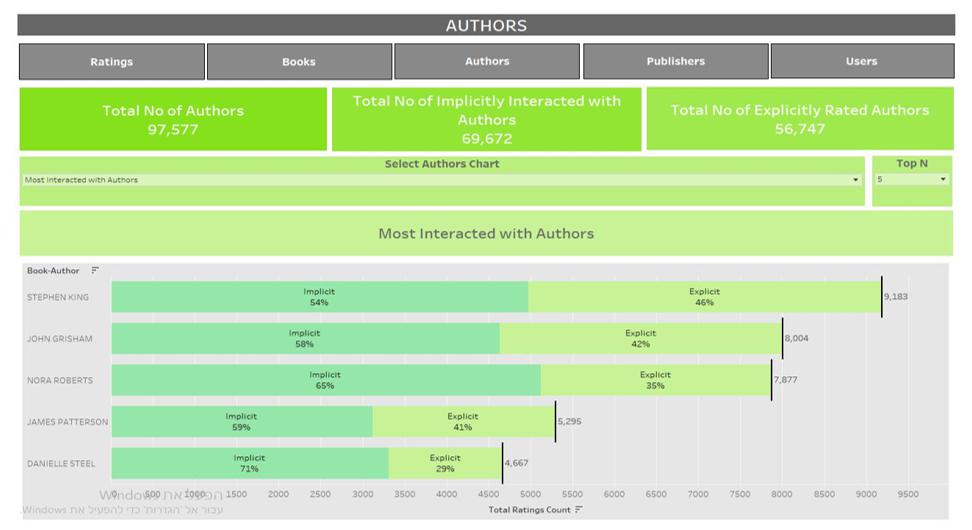 AUTHORS
Ratings
Books
Authors
Publishers
Users
Total No of Authors
97,577
Total No of Implicitly Interacted with
Authors
69,672
Total No of Explicitly Rated Authors
56,747
Select Authors Chart
Most Interacted with Authors
Top N
5
Most Interacted with Authors
Book-Author
STEPHEN KING
Implicit
54%
Explicit
46%
9,183
JOHN GRISHAM
Implicit
58%
Explicit
42%
8,004
NORA ROBERTS
Implicit
65%
Explicit
35%
7,877
JAMES PATTERSON
Implicit
59%
Explicit
41%
5,295
DANIELLE STEEL
Implicit
71%
Explicit
29%
4,667
0 500 1000 1500 2000 2500 3000 3500 4000 4500 5000 5500 6000 6500 7000 7500 8000 8500 9000 9500
Total Ratings Count
הפעל את Windows
עבור אל 'הגדרות' כדי להפעיל את Windows.